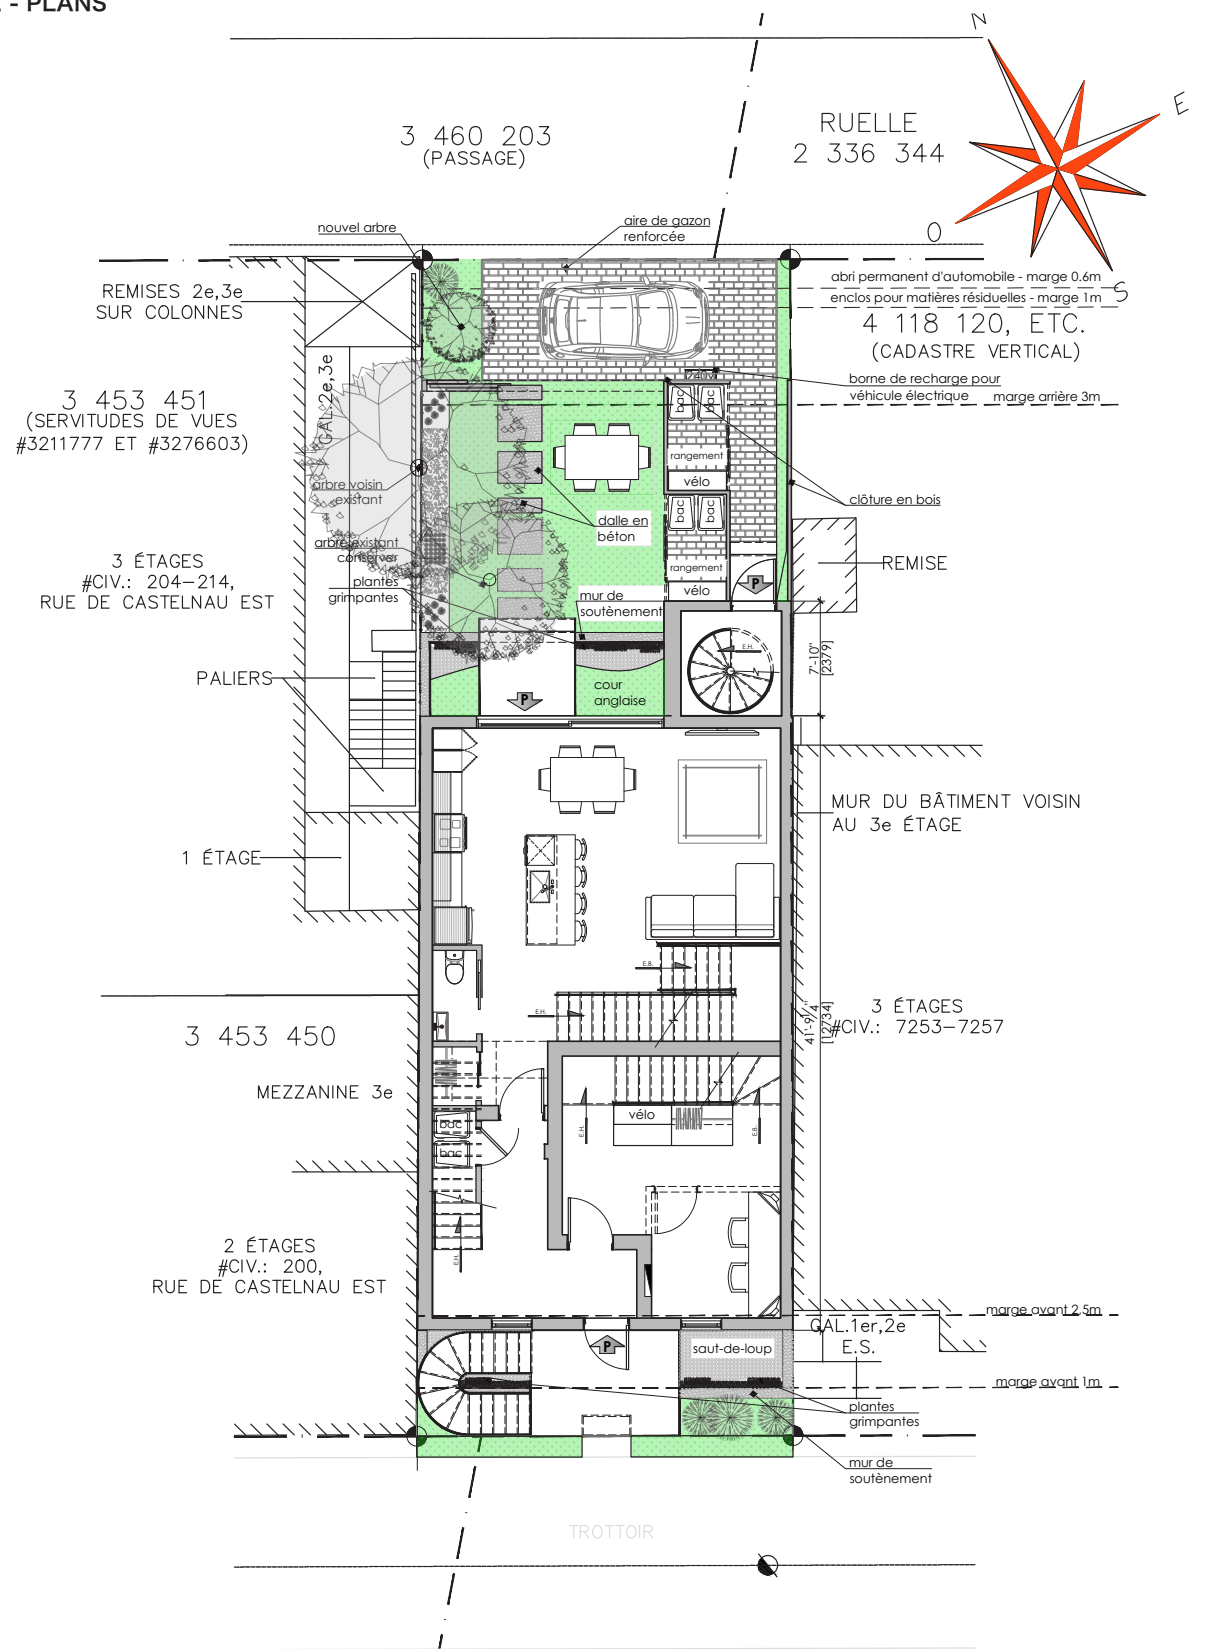 - PLANS
N
E
S
O
3 460 203
(PASSAGE)
RUELLE
2 336 344
nouvel arbre
aire de gazon
renforcée
REMISES 2e,3e
SUR COLONNES
abri permanent d'automobile - marge 0.6m
enclos pour matières résiduelles - marge 1m
4 118 120, ETC.
(CADASTRE VERTICAL)
GAL.2e,3e
240v
borne de recharge pour
véhicule électrique
marge arrière 3m
3 453 451
(SERVITUDES DE VUES
#3211777 ET #3276603)
bac
bac
rangement
vélo
arbre voisin
existant
clôture en bois
bac
bac
dalle en
béton
arbre existant
conserver
3 ÉTAGES
#CIV.: 204-214,
RUE DE CASTELNAU EST
rangement
vélo
REMISE
P
plantes
grimpantes
mur de
soutènement
E.H.
7'-10"
[2379]
PALIERS
cour
anglaise
P
MUR DU BÂTIMENT VOISIN
AU 3e ÉTAGE
1 ÉTAGE
E.B.
E.H.
3 453 450
3 ÉTAGES
#CIV.: 7253-7257
[12734]
MEZZANINE 3e
bac
bac
vélo
E.H.
E.B.
2 ÉTAGES
#CIV.: 200,
RUE DE CASTELNAU EST
E.H.
marge avant 2.5m
GAL.1er,2e
E.S.
P
saut-de-loup
marge avant 1m
plantes
grimpantes
mur de
soutènement
TROTTOIR